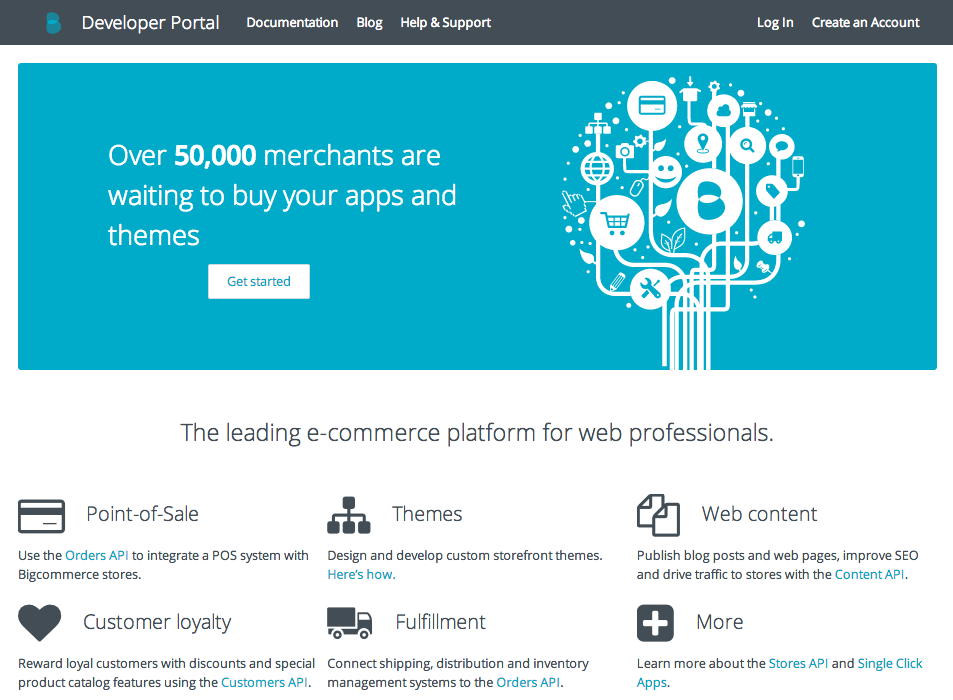 Developer Portal Documentation Blog Help & Support Log In Create an Account
Over 50,000 merchants are
waiting to buy your apps and
themes
Get started
The leading e-commerce platform for web professionals.
Point-of-Sale
Use the Orders API to integrate a POS system with
Bigcommerce stores.
Themes
Design and develop custom storefront themes.
Here's how.
Web content
Publish blog posts and web pages, improve SEO
and drive traffic to stores with the Content API.
Customer loyalty
Reward loyal customers with discounts and special
product catalog features using the Customers API.
Fulfillment
Connect shipping, distribution and inventory
management systems to the Orders API.
More
Learn more about the Stores API and Single Click
Apps.